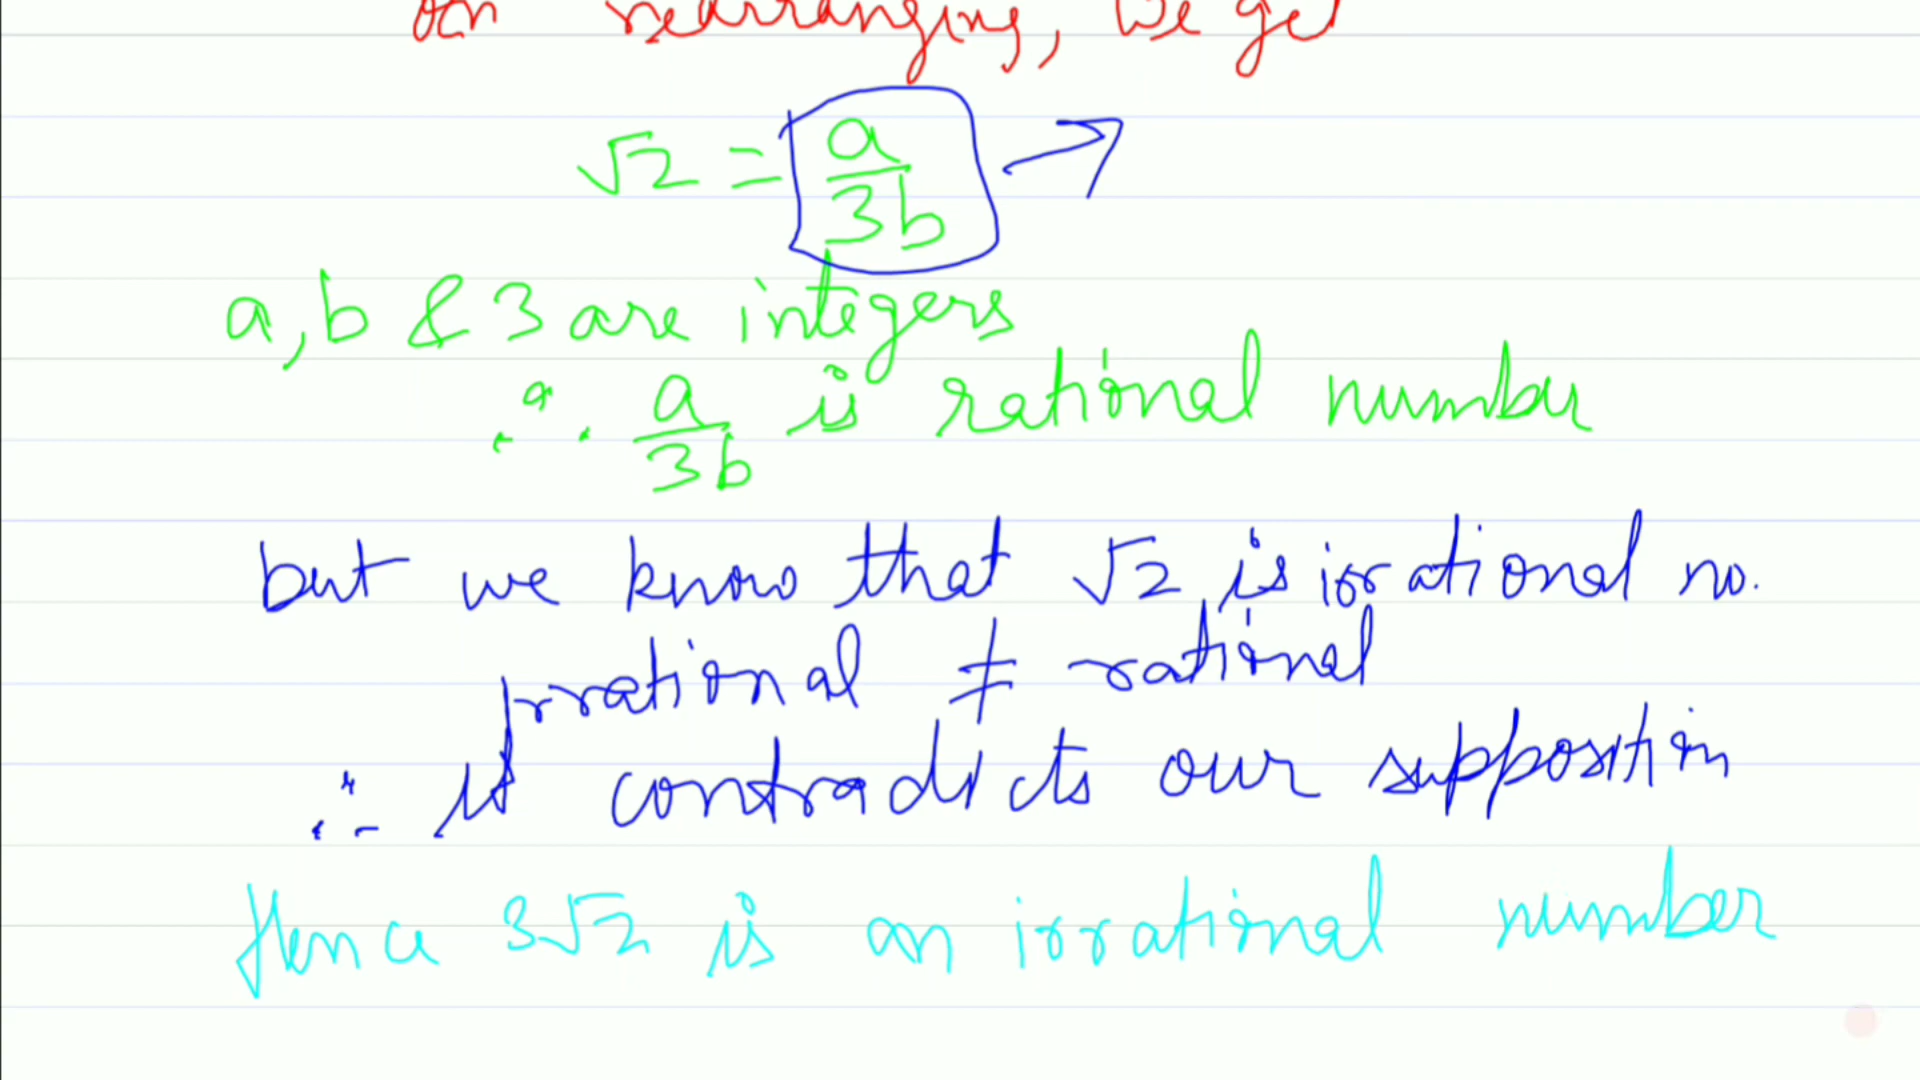 on rearranging, we get
√2 = a/3b →
a, b & 3 are integers
∴ a/3b is rational number
but we know that √2 is irrational no.
Irrational ≠ rational
∴ it contradicts our supposition
Hence 3√2 is an irrational number